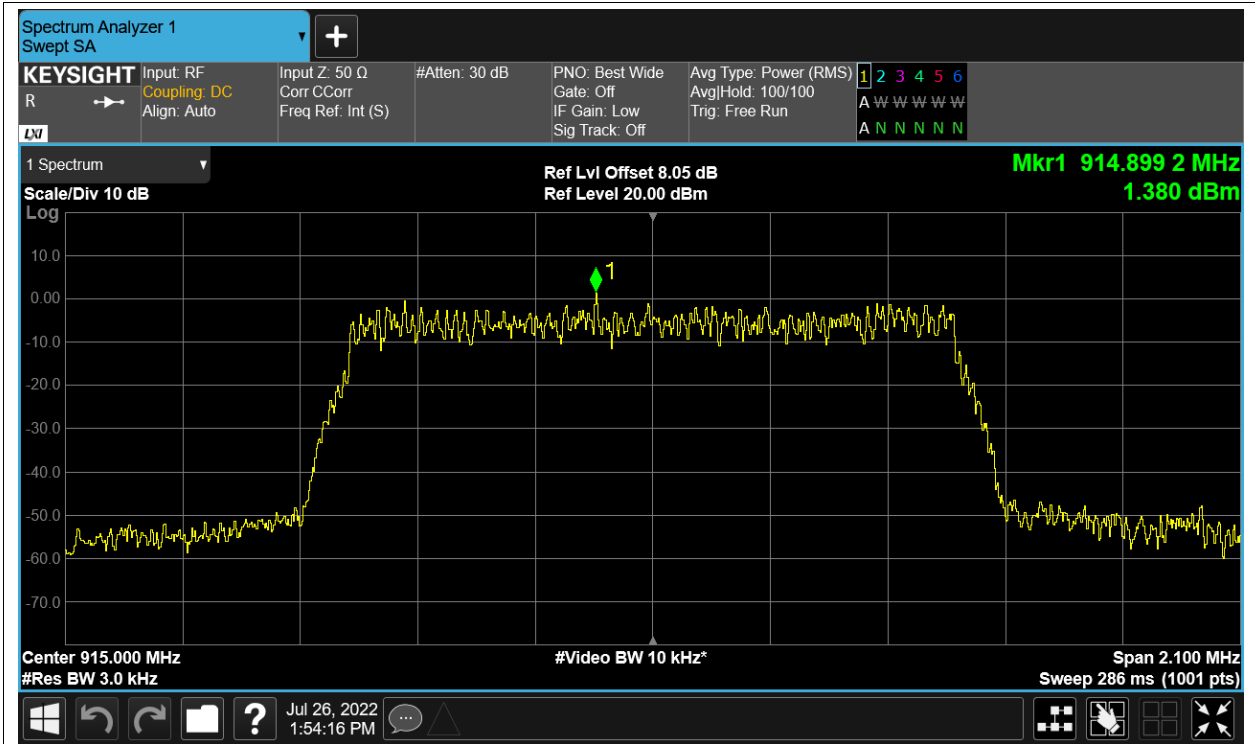 Spectrum Analyzer 1
Swept SA
KEYSIGHT
R
LXI
Input: RF
Coupling: DC
Align: Auto
Input Z: 50 Ω
Corr CCorr
Freq Ref: Int (S)
#Atten: 30 dB
PNO: Best Wide
Gate: Off
IF Gain: Low
Sig Track: Off
Avg Type: Power (RMS)
Avg|Hold: 100/100
Trig: Free Run
1 2 3 4 5 6
A W W W W W
A N N N N N
1 Spectrum
Scale/Div 10 dB
Log
Ref Lvl Offset 8.05 dB
Ref Level 20.00 dBm
Mkr1 914.899 2 MHz
1.380 dBm
1
10.0
0.00
-10.0
-20.0
-30.0
-40.0
-50.0
-60.0
-70.0
Center 915.000 MHz
#Res BW 3.0 kHz
#Video BW 10 kHz*
Span 2.100 MHz
Sweep 286 ms (1001 pts)
?
Jul 26, 2022
1:54:16 PM